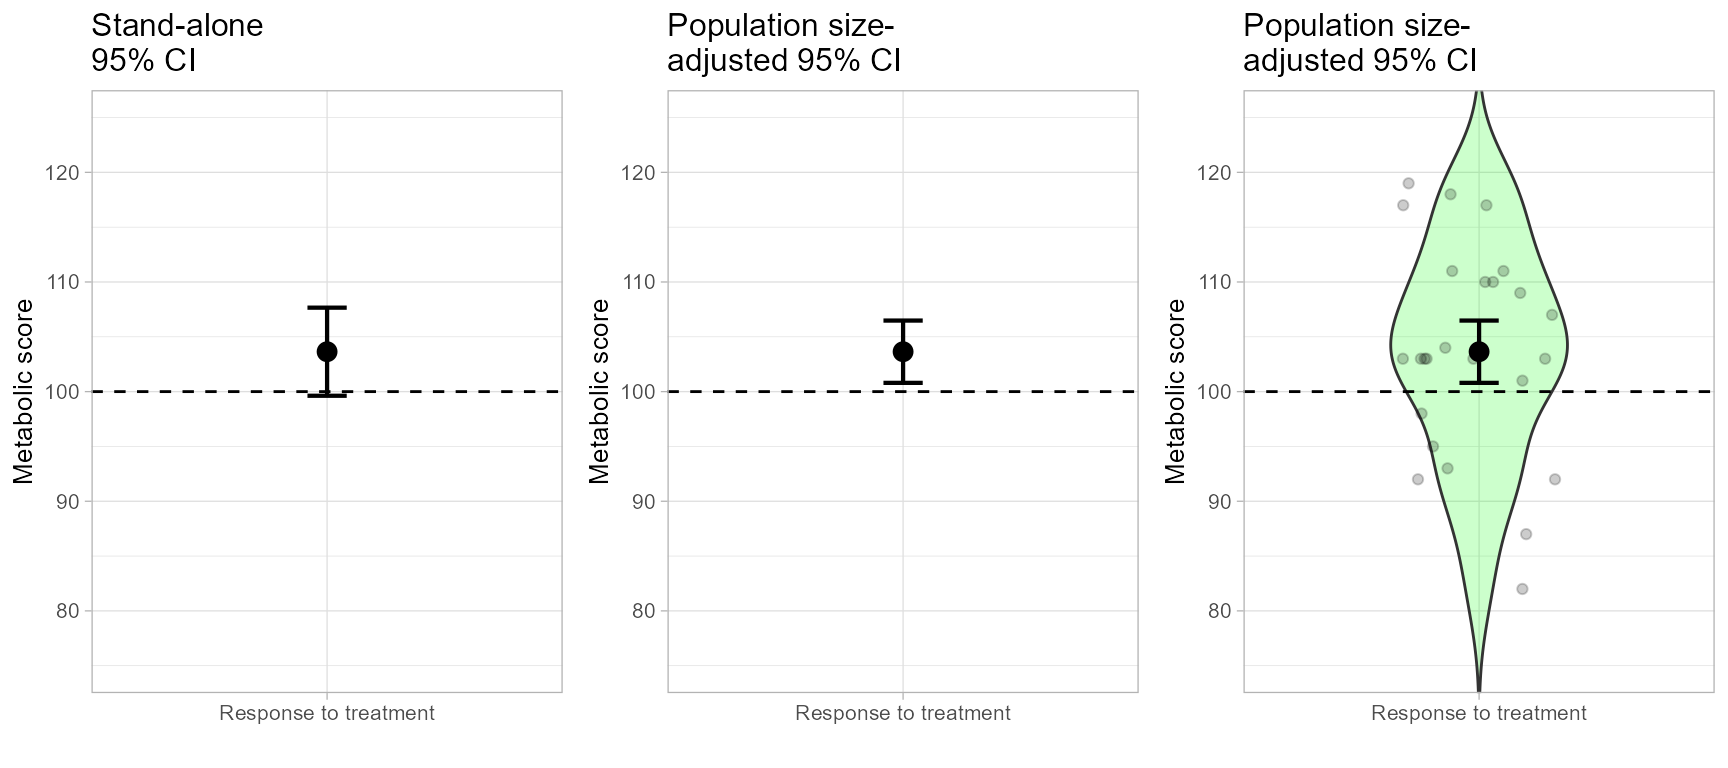 Stand-alone
95% CI
Metabolic score
120
110
100
90
80
Response to treatment
Population size-
adjusted 95% CI
Metabolic score
120
110
100
90
80
Response to treatment
Population size-
adjusted 95% CI
Metabolic score
120
110
100
90
80
Response to treatment